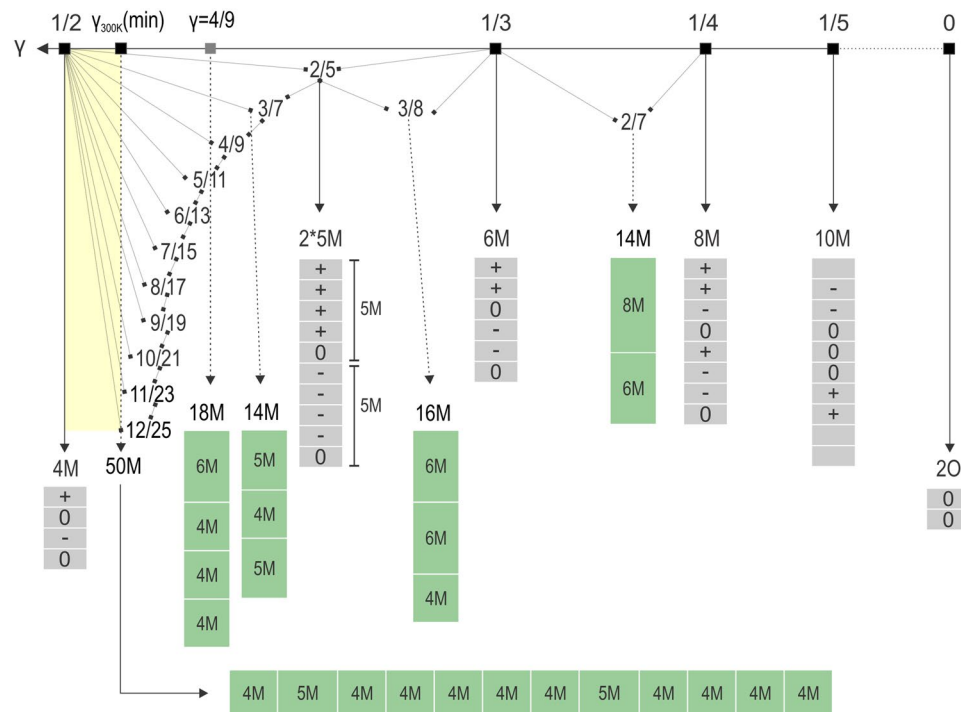 1/2 γ300K(min) γ=4/9 1/3 1/4 1/5 0
γ
2/5
3/7 3/8
2/7
4/9
5/11
6/13
7/15
8/17
9/19
10/21
11/23
12/25
2*5M 6M 14M 8M 10M
+
+
+
+
0
-
-
-
-
0
5M
5M
+
+
0
-
-
0
8M
6M
+
+
-
0
+
-
-
0
-
-
0
0
+
+
18M 14M 16M
6M
4M
4M
4M
5M
4M
5M
6M
6M
4M
4M 50M 2O
+
0
-
0
0
0
4M 5M 4M 4M 4M 4M 4M 5M 4M 4M 4M 4M